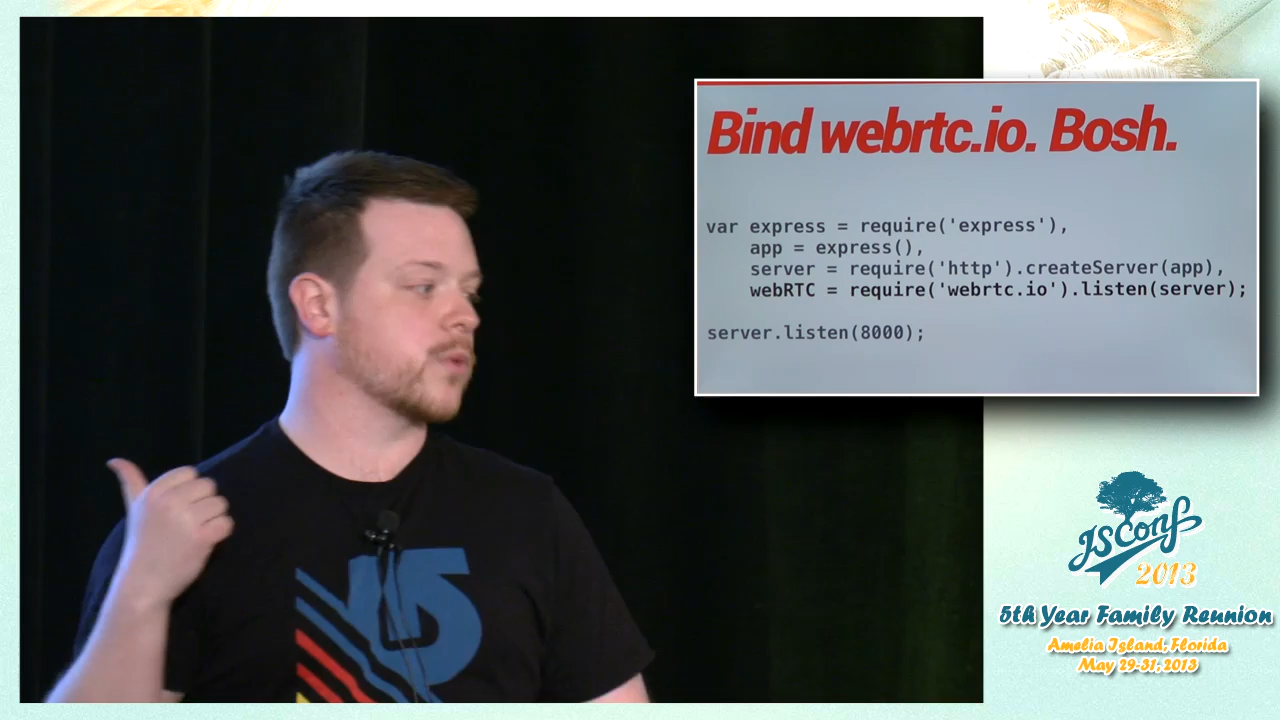 Bind webrtc.io. Bosh.
var express = require('express'),
    app = express(),
    server = require('http').createServer(app),
    webRTC = require('webrtc.io').listen(server);
server.listen(8000);
15
JSConf
2013
5th Year Family Reunion
Amelia Island, Florida
May 29-31, 2013